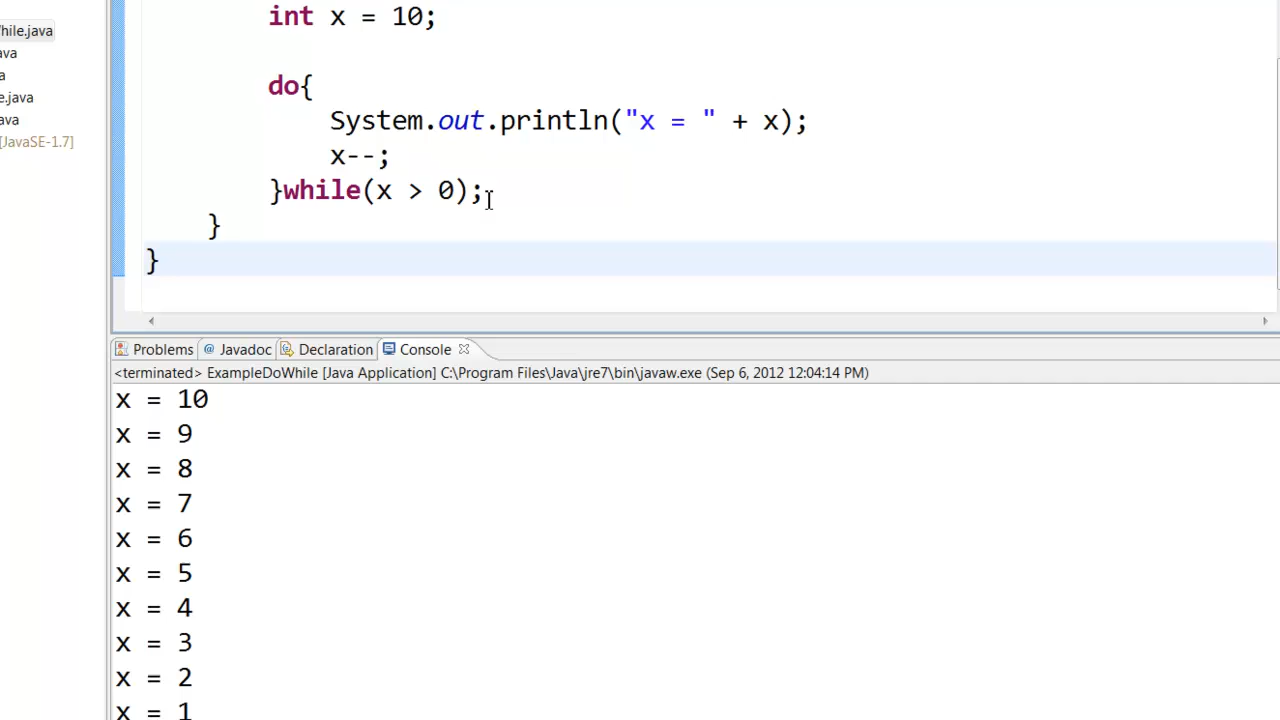 hile.java
ava
a
e.java
ava
[JavaSE-1.7]
int x = 10;
do{
System.out.println("x = " + x);
x--;
}while(x > 0);
}
}
Problems @ Javadoc Declaration Console
<terminated> ExampleDoWhile [Java Application] C:\Program Files\Java\jre7\bin\javaw.exe (Sep 6, 2012 12:04:14 PM)
x = 10
x = 9
x = 8
x = 7
x = 6
x = 5
x = 4
x = 3
x = 2
x = 1